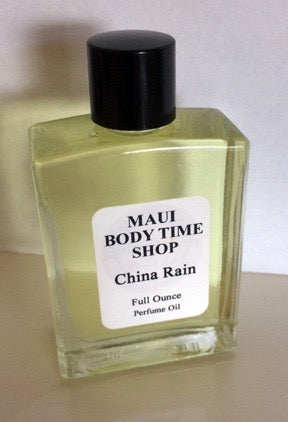 MAUI
BODY TIME
SHOP
China Rain
Full Ounce
Perfume Oil